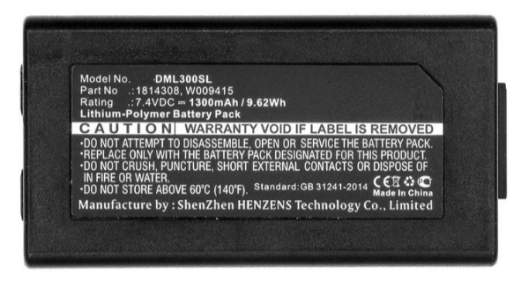 Model No. DML300SL
Part No .:1814308, W009415
Rating .:7.4VDC⎓1300mAh/9.62Wh
Lithium-Polymer Battery Pack
CAUTION WARRANTY VOID IF LABEL IS REMOVED
•DO NOT ATTEMPT TO DISASSEMBLE, OPEN OR SERVICE THE BATTERY PACK.
•REPLACE ONLY WITH THE BATTERY PACK DESIGNATED FOR THIS PRODUCT.
•DO NOT CRUSH, PUNCTURE, SHORT EXTERNAL CONTACTS OR DISPOSE OF
IN FIRE OR WATER.
•DO NOT STORE ABOVE 60°C (140°F). Standard:GB 31241-2014 CE
Made In China
Manufacture by : ShenZhen HENZENS Technology Co., Limited